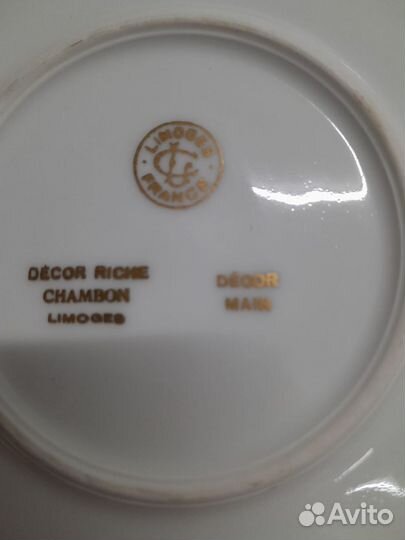 LIMOGES
FRANCE
DÉCOR RICHE
CHAMBON
LIMOGES
DÉCOR
MAIN
Avito